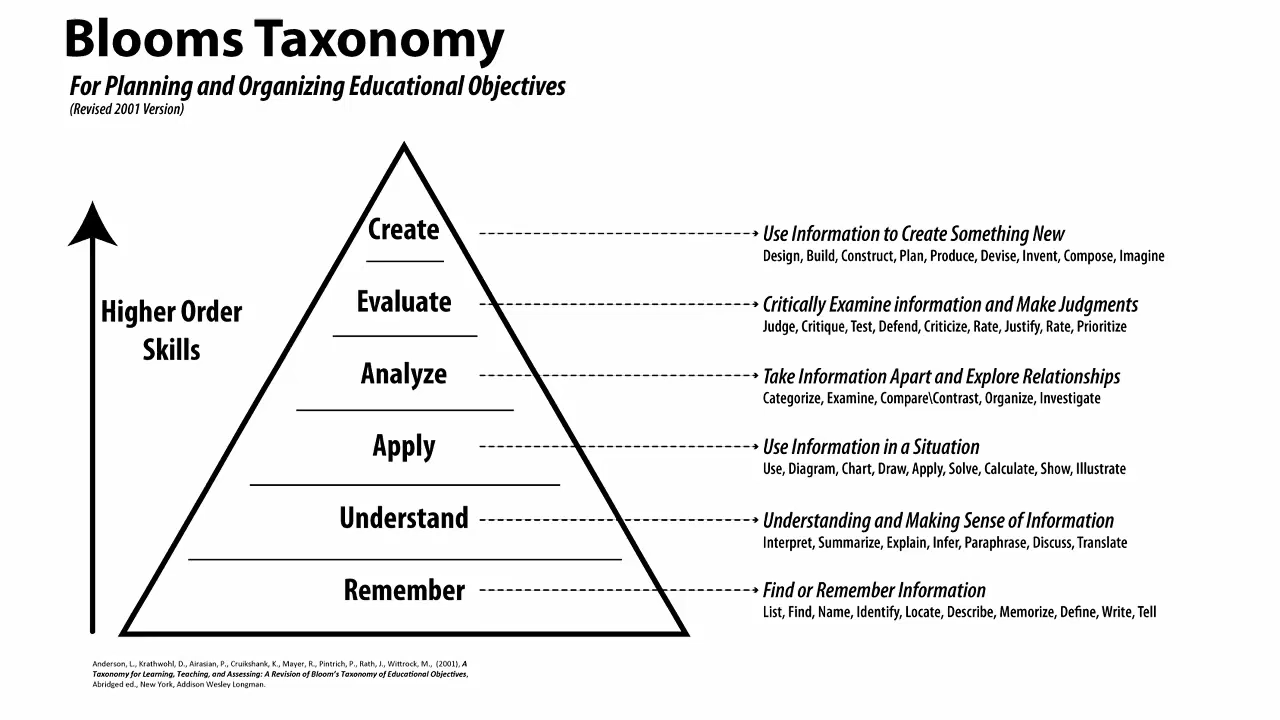 Blooms Taxonomy
For Planning and Organizing Educational Objectives
(Revised 2001 Version)
Higher Order
Skills
Create
Use Information to Create Something New
Design, Build, Construct, Plan, Produce, Devise, Invent, Compose, Imagine
Evaluate
Critically Examine information and Make Judgments
Judge, Critique, Test, Defend, Criticize, Rate, Justify, Rate, Prioritize
Analyze
Take Information Apart and Explore Relationships
Categorize, Examine, Compare\Contrast, Organize, Investigate
Apply
Use Information in a Situation
Use, Diagram, Chart, Draw, Apply, Solve, Calculate, Show, Illustrate
Understand
Understanding and Making Sense of Information
Interpret, Summarize, Explain, Infer, Paraphrase, Discuss, Translate
Remember
Find or Remember Information
List, Find, Name, Identify, Locate, Describe, Memorize, Define, Write, Tell
Anderson, L., Krathwohl, D., Airasian, P., Cruikshank, K., Mayer, R., Pintrich, P., Rath, J., Wittrock, M., (2001), A
Taxonomy for Learning, Teaching, and Assessing: A Revision of Bloom's Taxonomy of Educational Objectives,
Abridged ed., New York, Addison Wesley Longman.